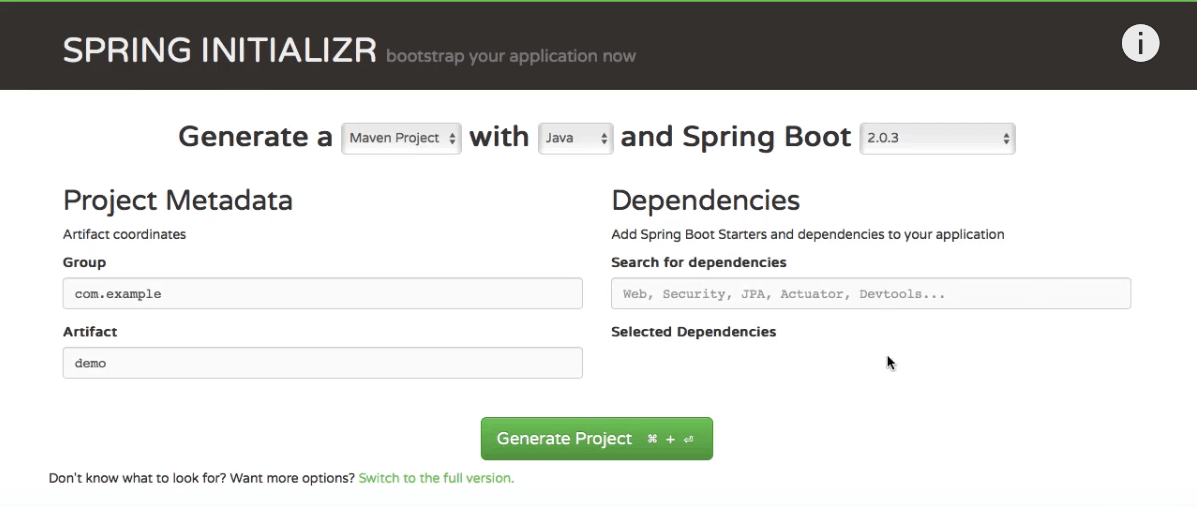 SPRING INITIALIZR bootstrap your application now
i
Generate a Maven Project with Java and Spring Boot 2.0.3
Project Metadata
Artifact coordinates
Group
com.example
Artifact
demo
Dependencies
Add Spring Boot Starters and dependencies to your application
Search for dependencies
Web, Security, JPA, Actuator, Devtools...
Selected Dependencies
Generate Project ⌘ + ⏎
Don't know what to look for? Want more options? Switch to the full version.